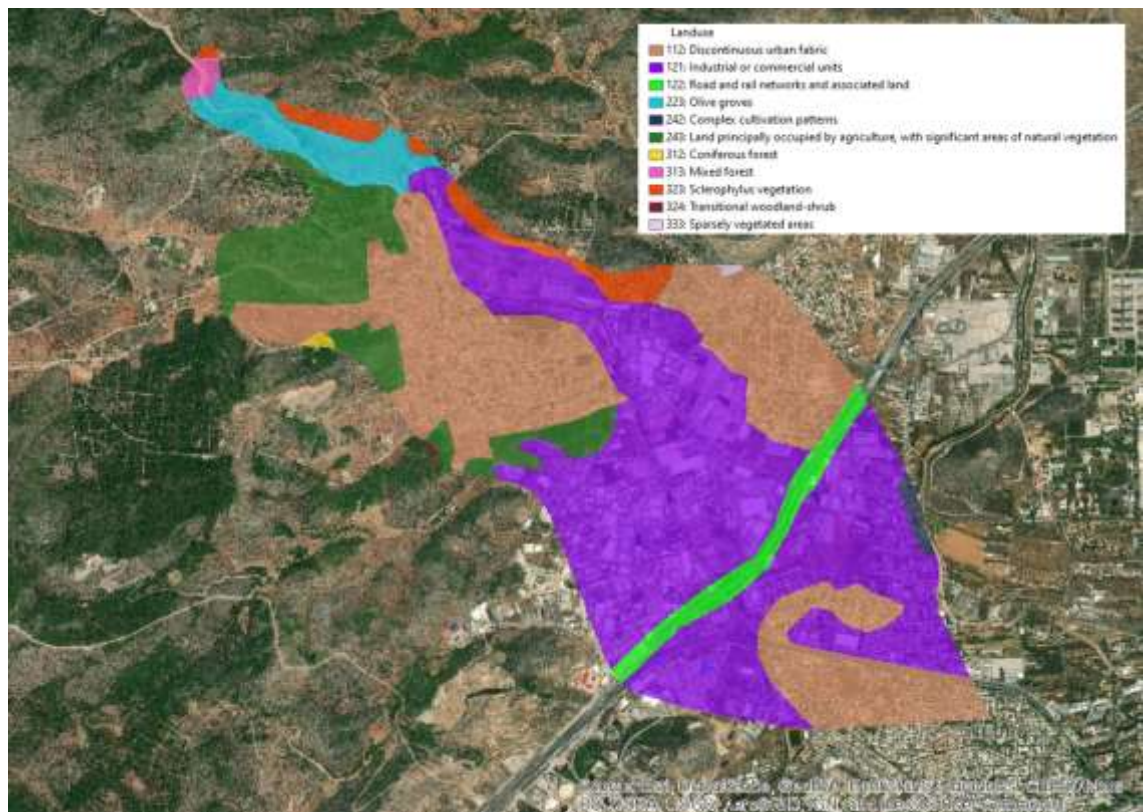 Landuse
112: Discontinuous urban fabric
121: Industrial or commercial units
122: Road and rail networks and associated land
223: Olive groves
242: Complex cultivation patterns
243: Land principally occupied by agriculture, with significant areas of natural vegetation
312: Coniferous forest
313: Mixed forest
323: Sclerophylus vegetation
324: Transitional woodland-shrub
333: Sparsely vegetated areas